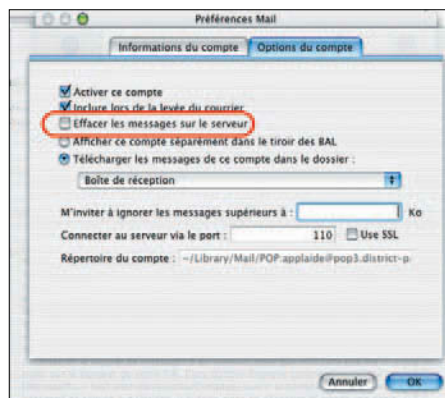 Préférences Mail
Informations du compte Options du compte
Activer ce compte
Inclure lors de la levée du courrier
Effacer les messages sur le serveur
Afficher ce compte séparément dans le tiroir des BAL
Télécharger les messages de ce compte dans le dossier :
Boîte de réception
M'inviter à ignorer les messages supérieurs à : Ko
Connecter au serveur via le port : 110 Use SSL
Répertoire du compte : ~/Library/Mail/POP:applaide@pop3.district-p
Annuler OK